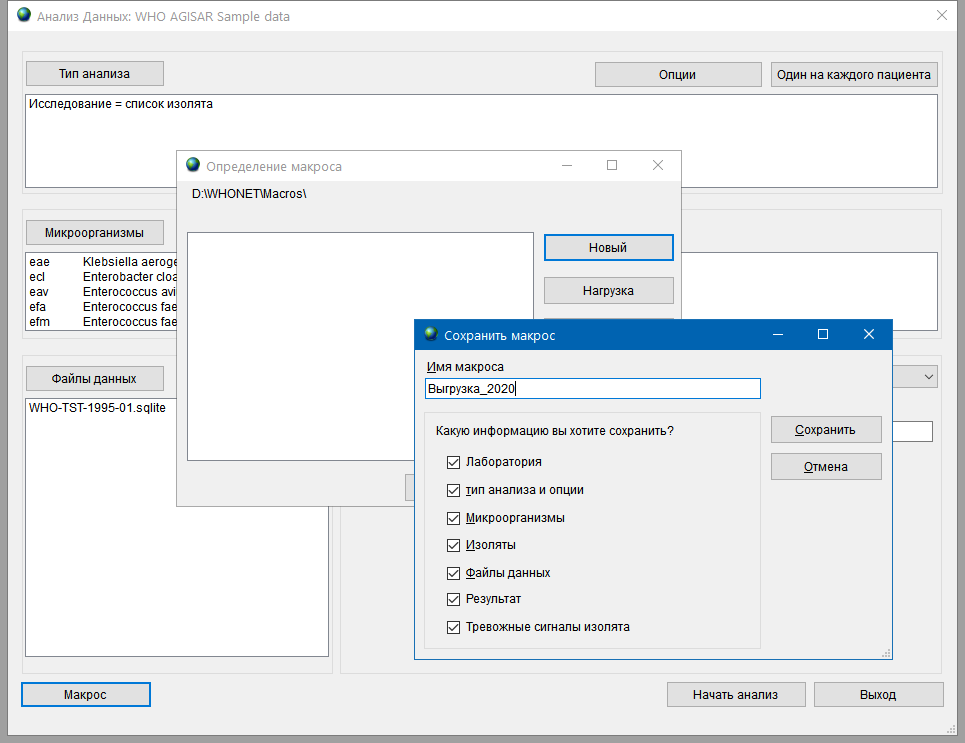 Анализ Данных: WHO AGISAR Sample data
Тип анализа
Опции
Один на каждого пациента
Исследование = список изолята
Определение макроса
D:\WHONET\Macros\
Микроорганизмы
Новый
eae Klebsiella aeroge
ecl Enterobacter cloa
eav Enterococcus avi
efa Enterococcus fae
efm Enterococcus fae
Нагрузка
Сохранить макрос
Имя макроса
Выгрузка_2020
Файлы данных
WHO-TST-1995-01.sqlite
Какую информацию вы хотите сохранить?
Сохранить
Лаборатория
Отмена
тип анализа и опции
Микроорганизмы
Изоляты
Файлы данных
Результат
Тревожные сигналы изолята
Макрос
Начать анализ
Выход